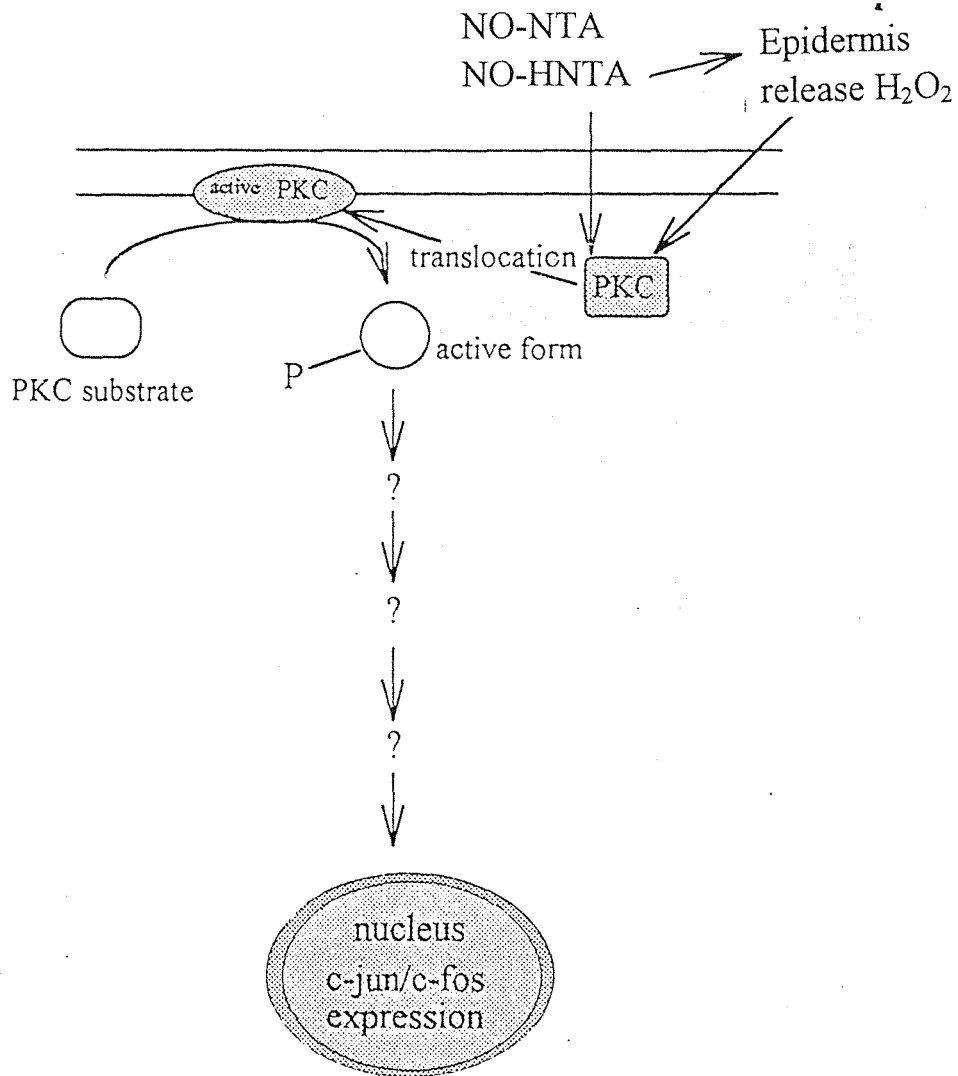 NO-NTA
NO-HNTA
Epidermis
release H₂O₂
active PKC
translocation
PKC
PKC substrate
P
active form
?
?
?
nucleus
c-jun/c-fos
expression